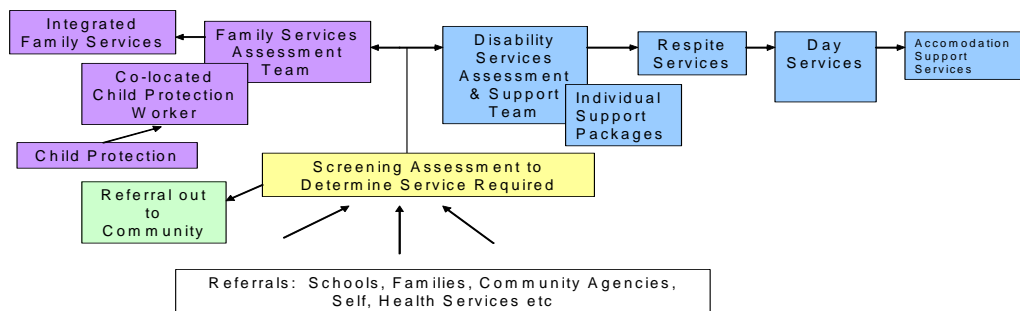 Integrated
Family Services
Family Services
Assessment
Team
Co-located
Child Protection
Worker
Child Protection
Disability
Services
Assessment
& Support
Team
Individual
Support
Packages
Respite
Services
Day
Services
Accomodation
Support
Services
Screening Assessment to
Determine Service Required
Referral out
to
Community
Referrals: Schools, Families, Community Agencies,
Self, Health Services etc